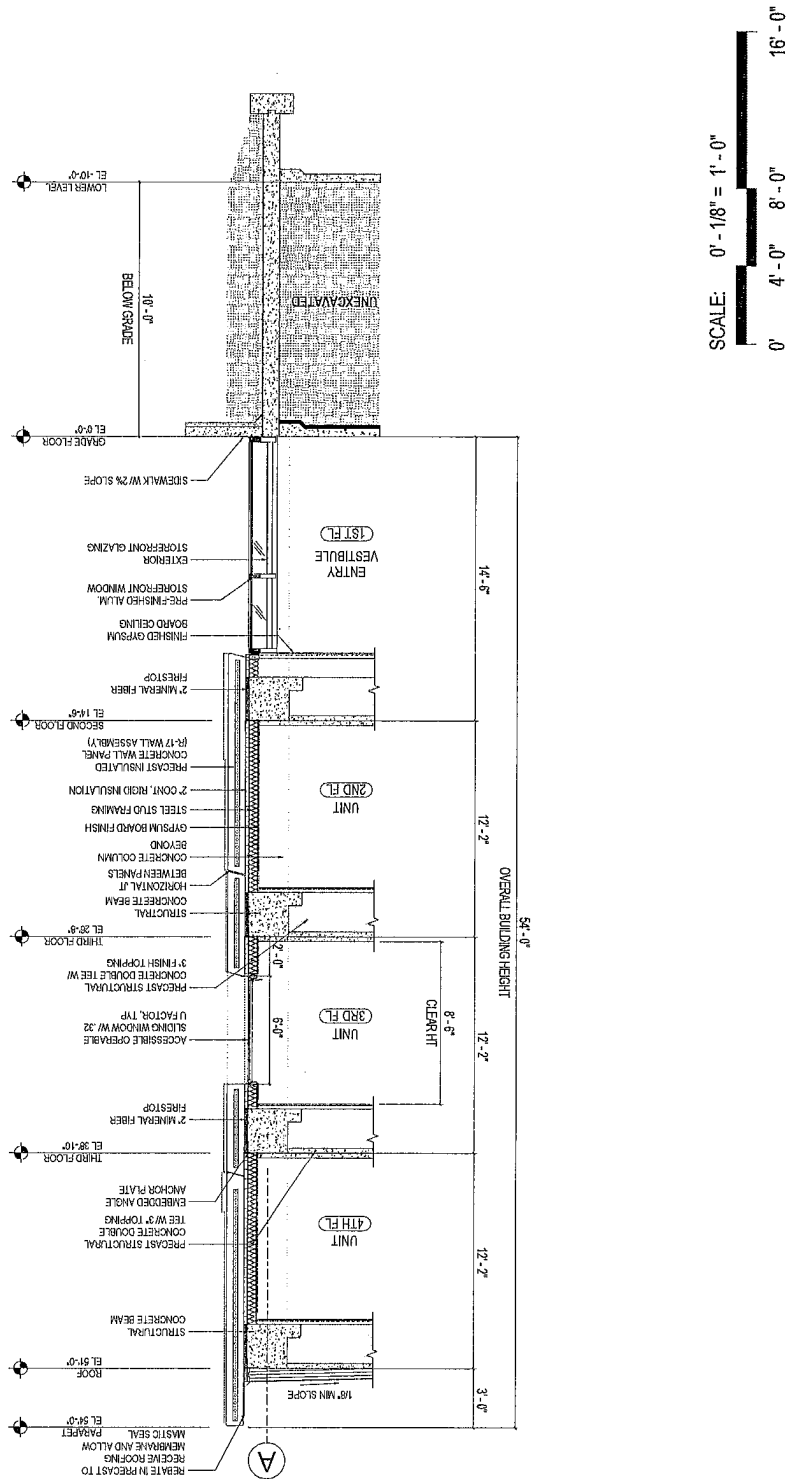 REBATE IN PRECAST TO
RECEIVE ROOFING
MEMBRANE AND ALLOW
MASTIC SEAL
A
PARAPET
EL 54'-0"
1/8" MIN SLOPE
ROOF
EL 51'-0"
STRUCTURAL
CONCRETE BEAM
UNIT
4TH FL
PRECAST STRUCTURAL
CONCRETE DOUBLE
TEE W/ 3" TOPPING
EMBEDDED ANGLE
ANCHOR PLATE
THIRD FLOOR
EL 38'-10"
2" MINERAL FIBER
FIRESTOP
UNIT
3RD FL
ACCESSIBLE OPERABLE
SLIDING WINDOW W/ .32
U FACTOR, TYP
PRECAST STRUCTURAL
CONCRETE DOUBLE TEE W/
3" FINISH TOPPING
THIRD FLOOR
EL 26'-8"
STRUCTRAL
CONCREETE BEAM
HORIZONTAL JT
BETWEEN PANELS
CONCRETE COLUMN
BEYOND
GYPSUM BOARD FINISH
STEEL STUD FRAMING
2" CONT. RIGID INSULATION
PRECAST INSULATED
CONCRETE WALL PANEL
(R-17 WALL ASSEMBLY)
UNIT
2ND FL
SECOND FLOOR
EL 14'-6"
2" MINERAL FIBER
FIRESTOP
FINISHED GYPSUM
BOARD CEILING
PRE-FINISHED ALUM.
STOREFRONT WINDOW
EXTERIOR
STOREFRONT GLAZING
ENTRY
VESTIBULE
1ST FL
SIDEWALK W/ 2% SLOPE
GRADE FLOOR
EL 0'-0"
UNEXCAVATED
LOWER LEVEL
EL -10'-0"
3'-0"
12'-2"
12'-2"
12'-2"
14'-6"
54'-0"
OVERALL BUILDING HEIGHT
8'-6"
CLEAR HT
6'-0"
2'-0"
10'-0"
BELOW GRADE
SCALE: 0' - 1/8" = 1' - 0"
0' 4' - 0" 8' - 0" 16' - 0"